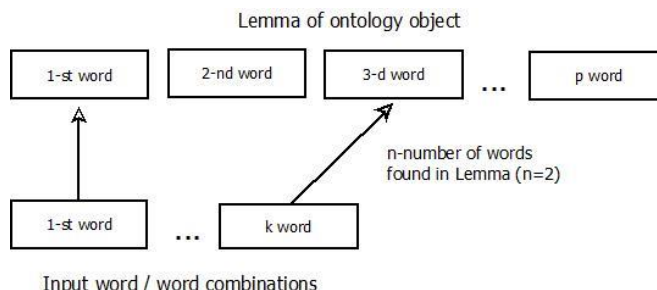 Lemma of ontology object
1-st word
2-nd word
3-d word
...
p word
n-number of words
found in Lemma (n=2)
1-st word
...
k word
Input word / word combinations